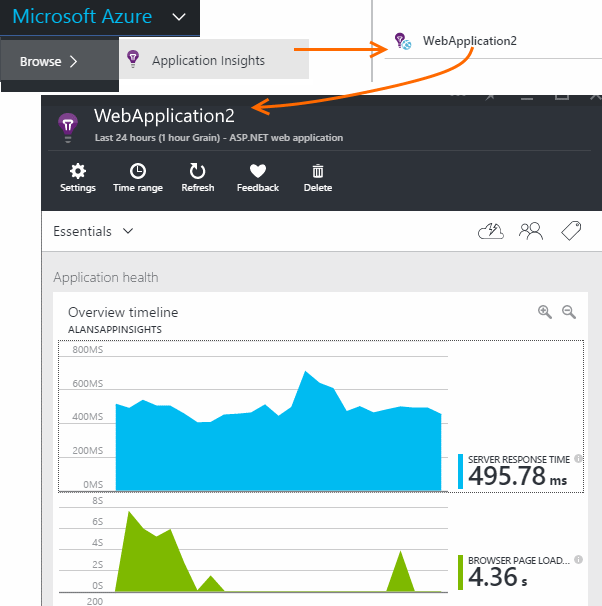 Microsoft Azure
Browse
Application Insights
WebApplication2
WebApplication2
Last 24 hours (1 hour Grain) - ASP.NET web application
Settings Time range Refresh Feedback Delete
Essentials
Application health
Overview timeline
ALANSAPPINSIGHTS
800MS
600MS
400MS
200MS
0MS
SERVER RESPONSE TIME
495.78 ms
8S
6S
4S
2S
0S
BROWSER PAGE LOAD...
4.36 s
200